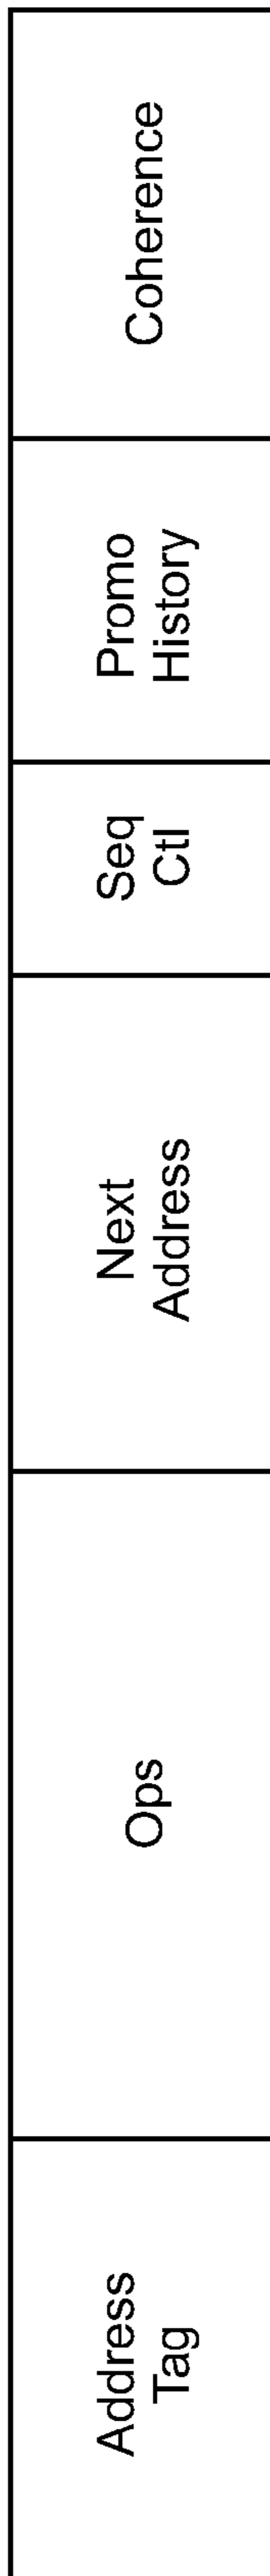 Address
Tag
Ops
Next
Address
Seq
Ctl
Promo
History
Coherence